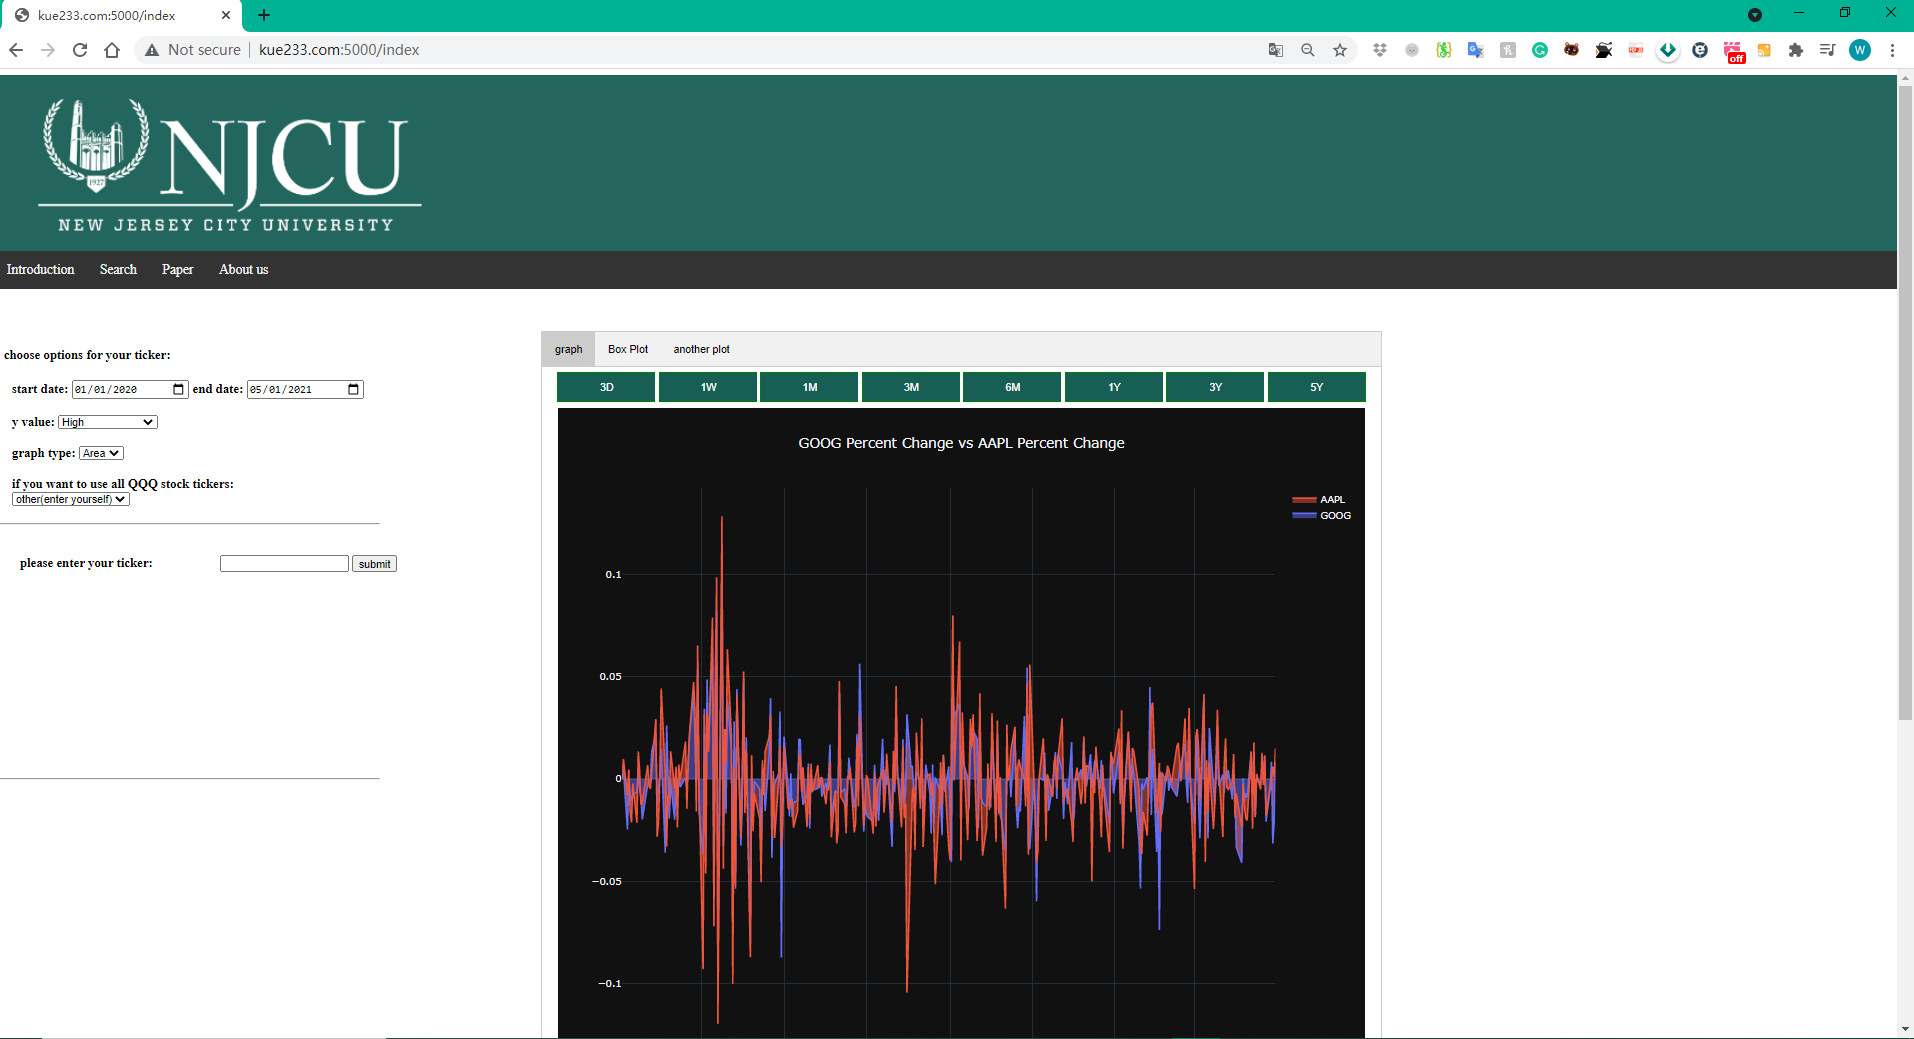 kue233.com:5000/index
Not secure kue233.com:5000/index
off
W
1927
NJCU
NEW JERSEY CITY UNIVERSITY
Introduction Search Paper About us
choose options for your ticker:
start date: 01/01/2020 end date: 05/01/2021
y value: High
graph type: Area
if you want to use all QQQ stock tickers:
other(enter yourself)
please enter your ticker: submit
graph Box Plot another plot
3D 1W 1M 3M 6M 1Y 3Y 5Y
GOOG Percent Change vs AAPL Percent Change
AAPL
GOOG
0.1
0.05
0
−0.05
−0.1